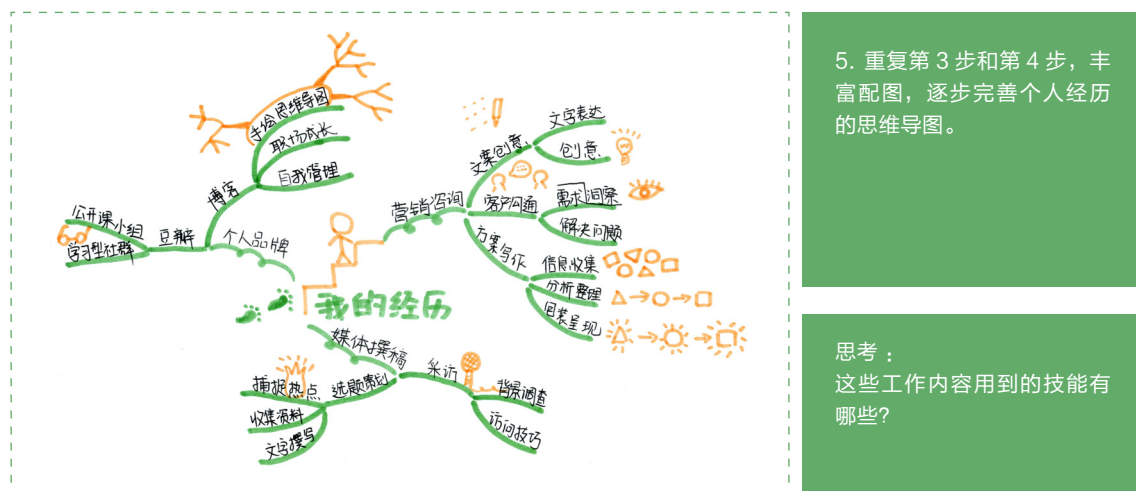 手绘思维导图
职场成长
自我管理
博客
公开课小组
学习型社群
豆瓣
个人品牌
我的经历
营销咨询
文案创意
文字表达
创意
客户沟通
需求洞察
解决问题
方案写作
信息收集
分析整理
包装呈现
媒体撰稿
采访
背景调查
访问技巧
选题策划
捕捉热点
收集资料
文字撰写
5. 重复第 3 步和第 4 步，丰
富配图，逐步完善个人经历
的思维导图。
思考：
这些工作内容用到的技能有
哪些？